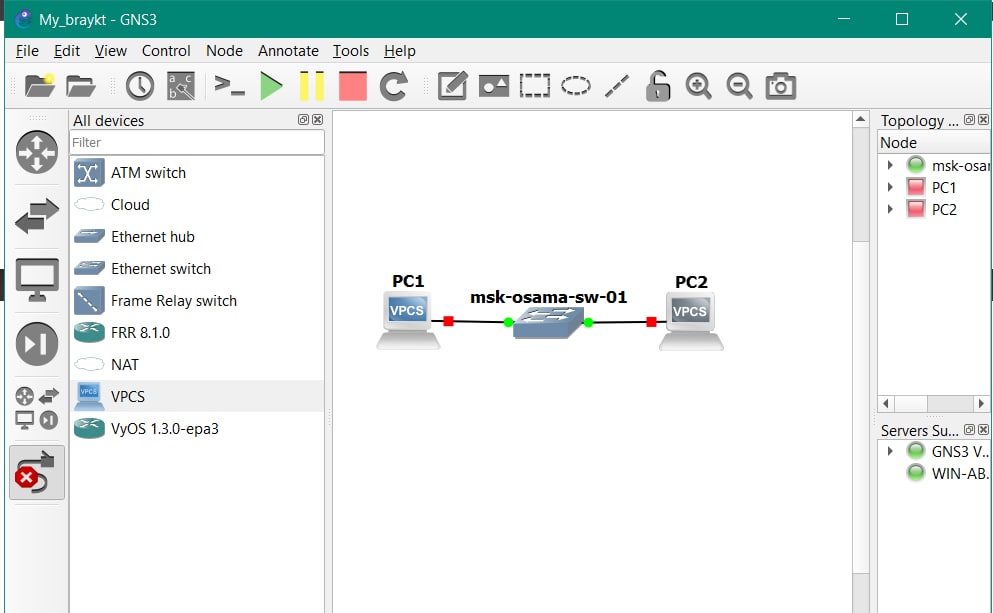 My_braykt - GNS3
File Edit View Control Node Annotate Tools Help
All devices
Filter
ATM switch
Cloud
Ethernet hub
Ethernet switch
Frame Relay switch
FRR 8.1.0
NAT
VPCS
VyOS 1.3.0-epa3
PC1
msk-osama-sw-01
PC2
VPCS
VPCS
Topology ...
Node
msk-osar
PC1
PC2
Servers Su...
GNS3 V...
WIN-AB.